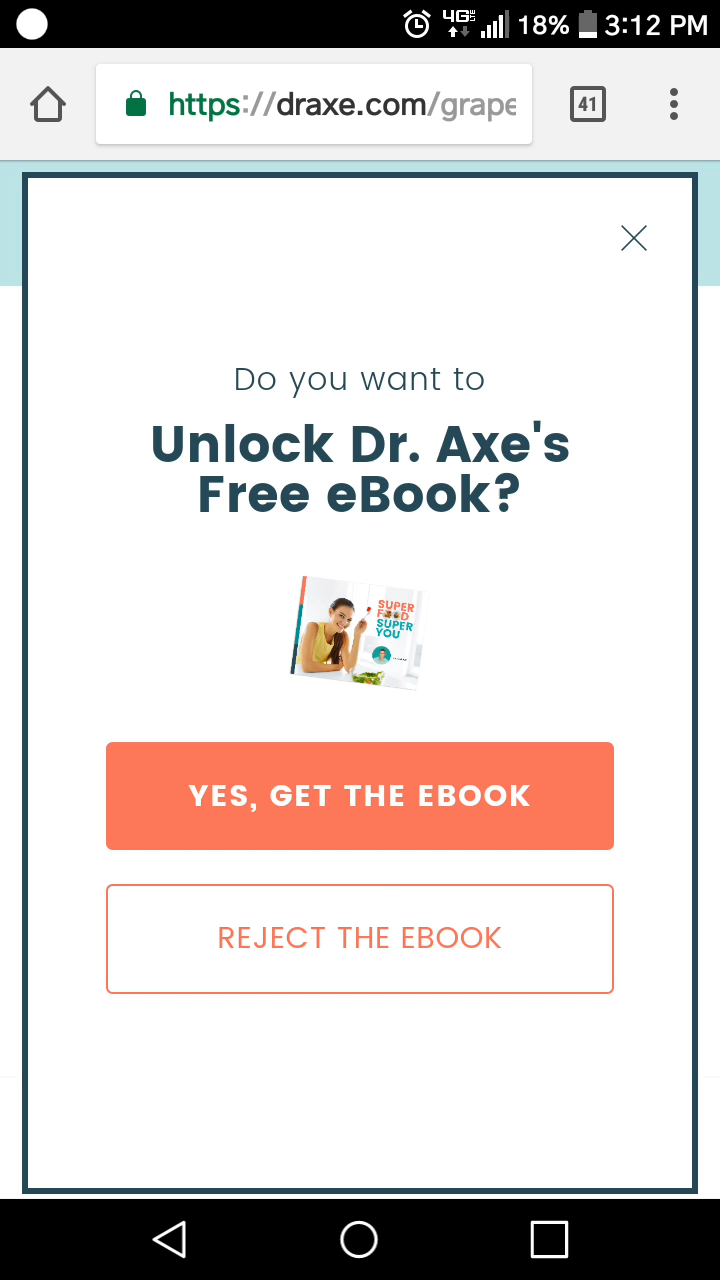 4G LTE 18% 3:12 PM
https://draxe.com/grape
41
Do you want to
Unlock Dr. Axe's
Free eBook?
SUPER
FOOD
SUPER
YOU
YES, GET THE EBOOK
REJECT THE EBOOK